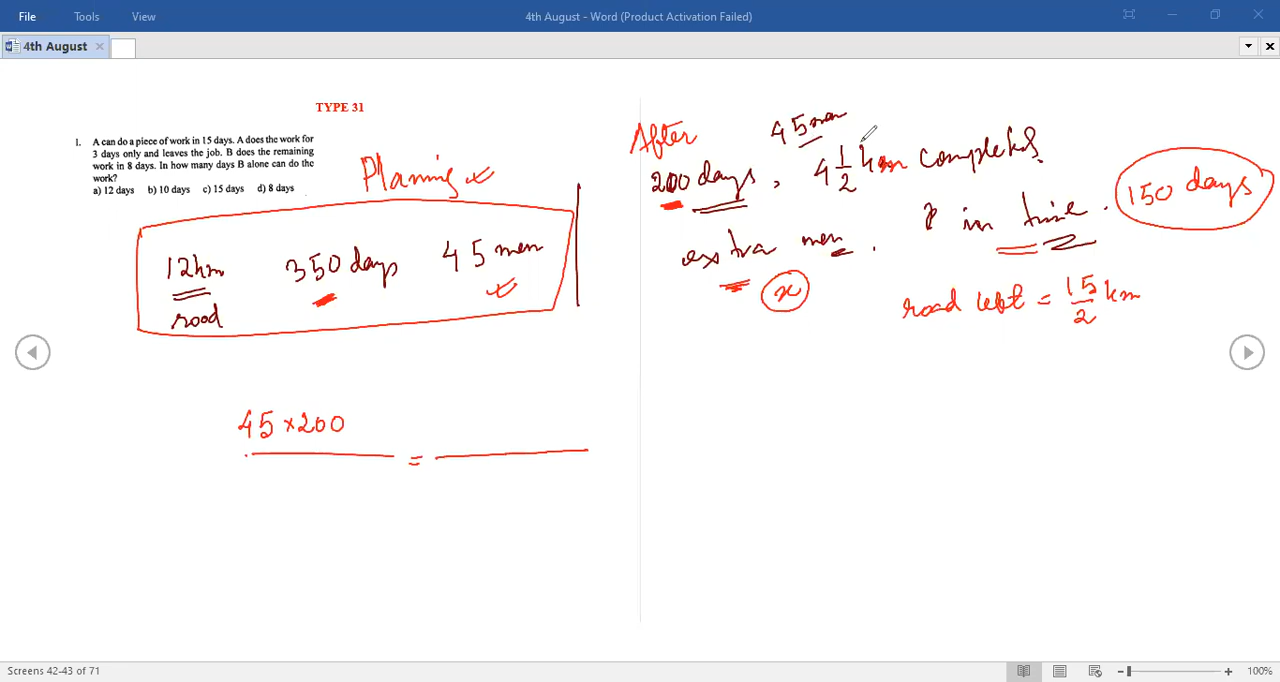 File Tools View 4th August - Word (Product Activation Failed)
4th August
TYPE 31
1. A can do a piece of work in 15 days. A does the work for
3 days only and leaves the job. B does the remaining
work in 8 days. In how many days B alone can do the
work?
a) 12 days b) 10 days c) 15 days d) 8 days
Planning
12km 350 days 45 men
road
45 × 200
=
After 45 men
200 days, 4 1/2 km completed.
extra men. ? in time. 150 days
x
road left = 15/2 km
Screens 42-43 of 71 100%